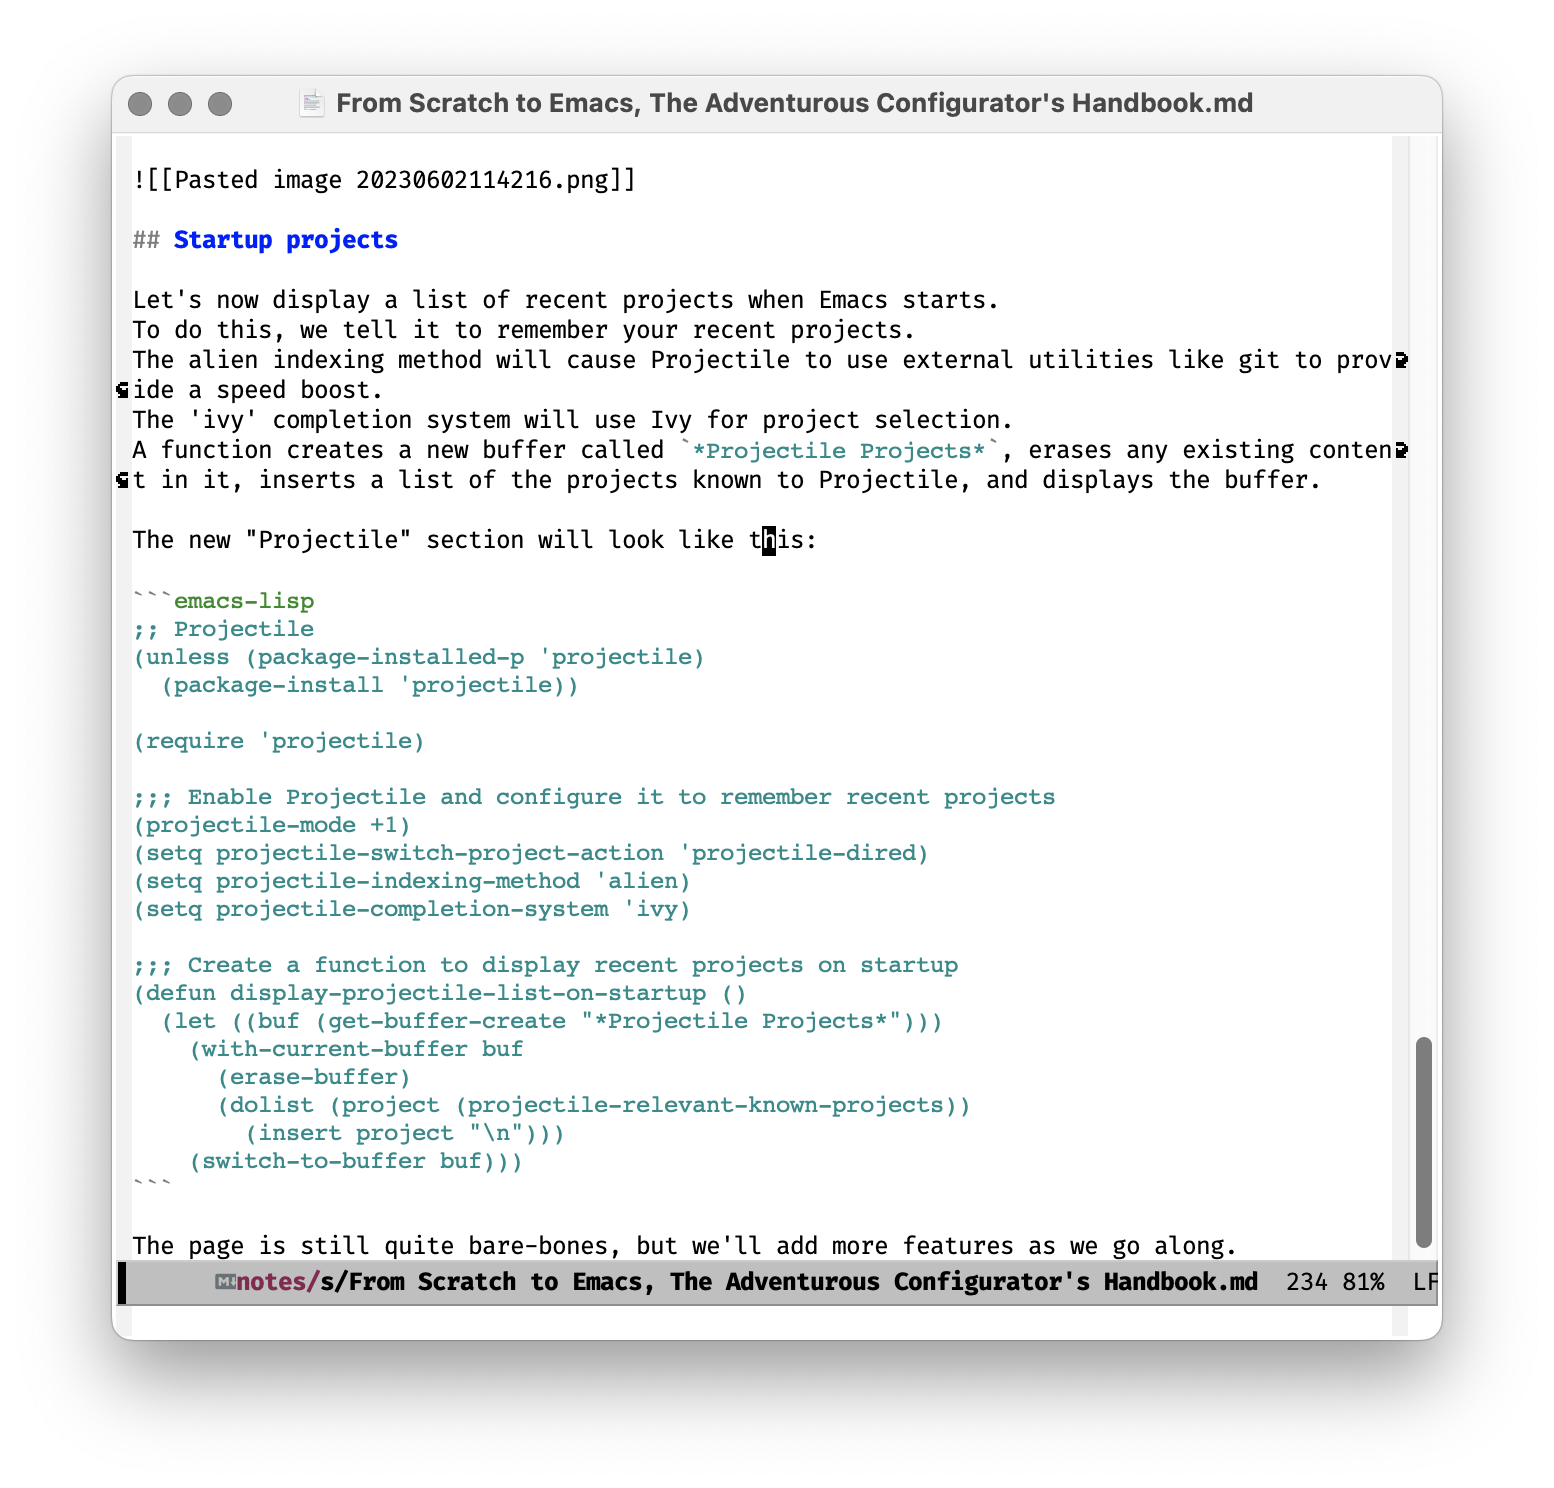 From Scratch to Emacs, The Adventurous Configurator's Handbook.md
![[Pasted image 20230602114216.png]]
## Startup projects
Let's now display a list of recent projects when Emacs starts.
To do this, we tell it to remember your recent projects.
The alien indexing method will cause Projectile to use external utilities like git to prov
ide a speed boost.
The 'ivy' completion system will use Ivy for project selection.
A function creates a new buffer called `*Projectile Projects*`, erases any existing conten
t in it, inserts a list of the projects known to Projectile, and displays the buffer.
The new "Projectile" section will look like this:
```emacs-lisp
;; Projectile
(unless (package-installed-p 'projectile)
  (package-install 'projectile))
(require 'projectile)
;;; Enable Projectile and configure it to remember recent projects
(projectile-mode +1)
(setq projectile-switch-project-action 'projectile-dired)
(setq projectile-indexing-method 'alien)
(setq projectile-completion-system 'ivy)
;;; Create a function to display recent projects on startup
(defun display-projectile-list-on-startup ()
  (let ((buf (get-buffer-create "*Projectile Projects*")))
    (with-current-buffer buf
      (erase-buffer)
      (dolist (project (projectile-relevant-known-projects))
        (insert project "\n")))
    (switch-to-buffer buf)))
```
The page is still quite bare-bones, but we'll add more features as we go along.
M↓notes/s/From Scratch to Emacs, The Adventurous Configurator's Handbook.md 234 81% LF